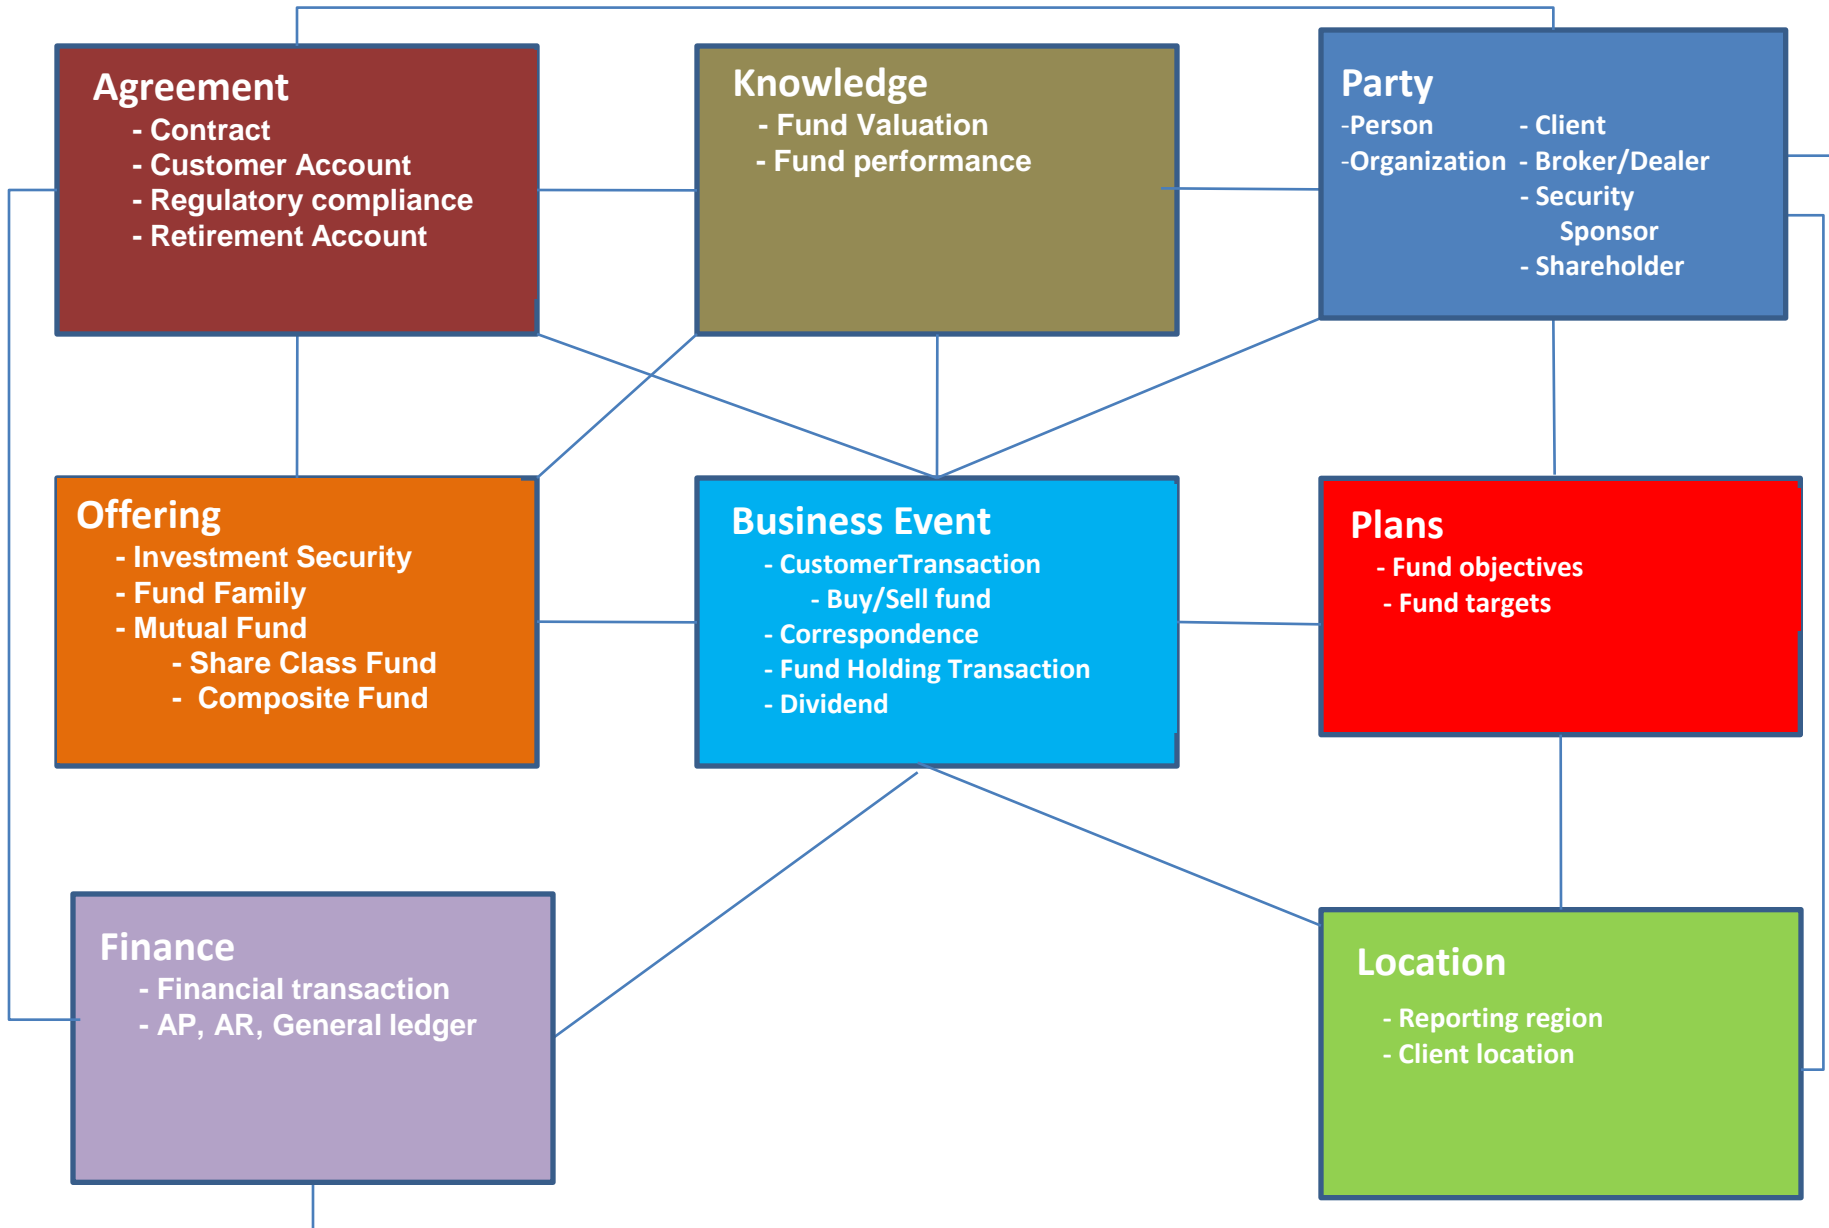 Agreement
- Contract
- Customer Account
- Regulatory compliance
- Retirement Account
Knowledge
- Fund Valuation
- Fund performance
Party
-Person
-Organization
- Client
- Broker/Dealer
- Security
Sponsor
- Shareholder
Offering
- Investment Security
- Fund Family
- Mutual Fund
- Share Class Fund
- Composite Fund
Business Event
- CustomerTransaction
- Buy/Sell fund
- Correspondence
- Fund Holding Transaction
- Dividend
Plans
- Fund objectives
- Fund targets
Finance
- Financial transaction
- AP, AR, General ledger
Location
- Reporting region
- Client location